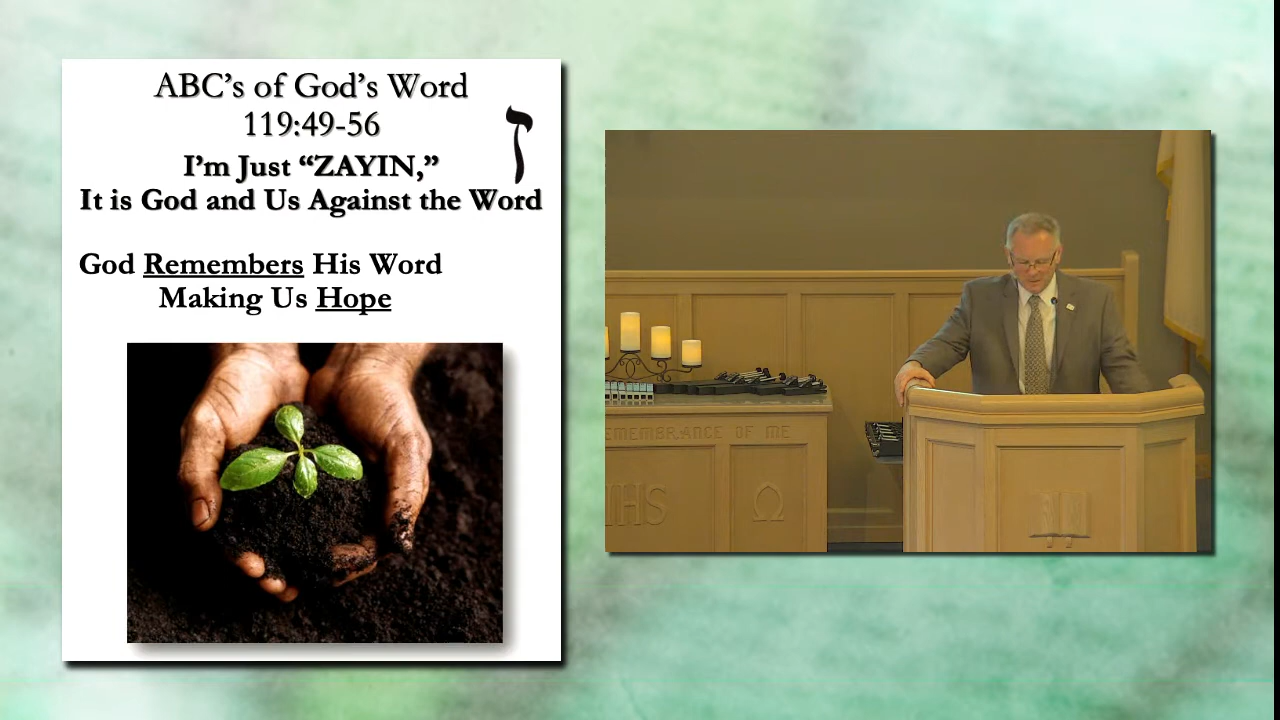 ABC’s of God’s Word
119:49-56
ז
I’m Just “ZAYIN,”
It is God and Us Against the Word
God Remembers His Word
Making Us Hope
EMEMBRANCE OF ME
IHS
Ω